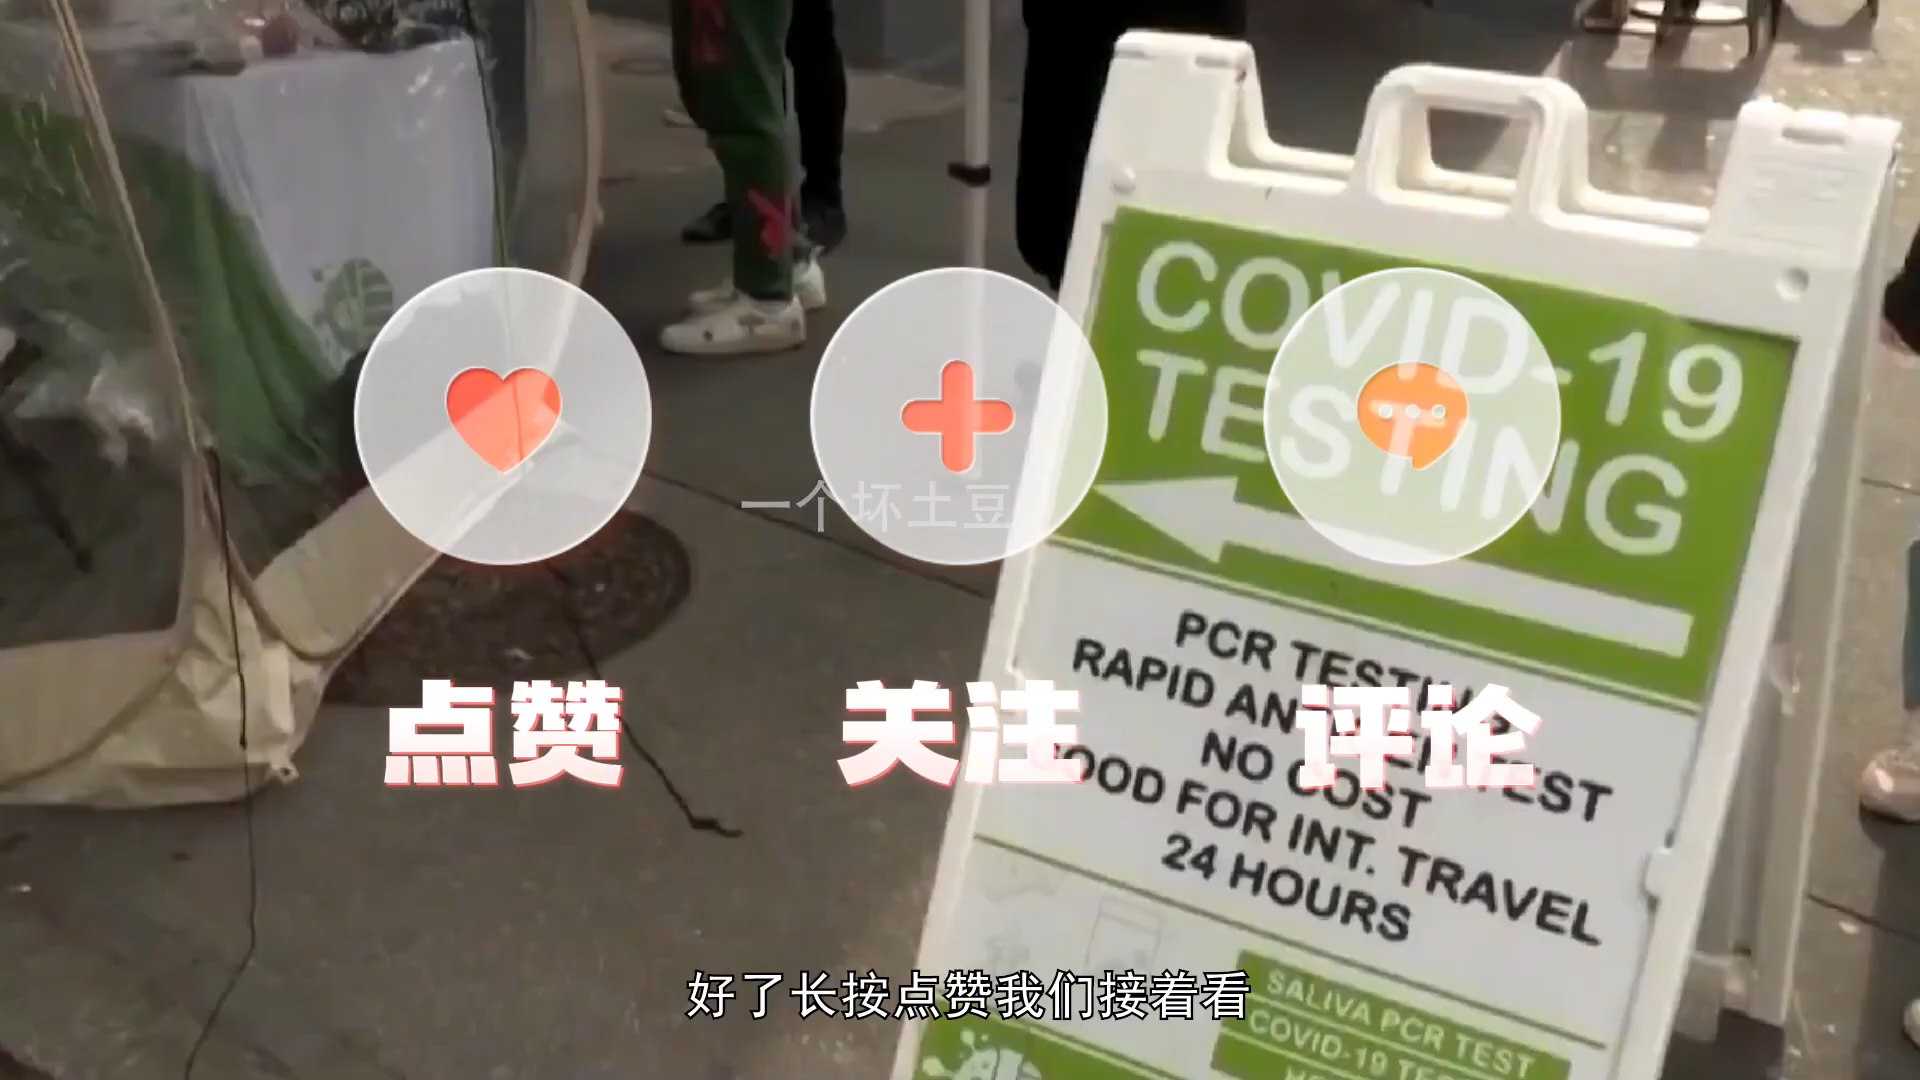 COVID-19
TESTING
一个坏土豆
PCR TESTING
RAPID ANTIGEN TEST
NO COST
GOOD FOR INT. TRAVEL
24 HOURS
点赞
关注
评论
好了长按点赞我们接着看
SALIVA PCR TEST
COVID-19